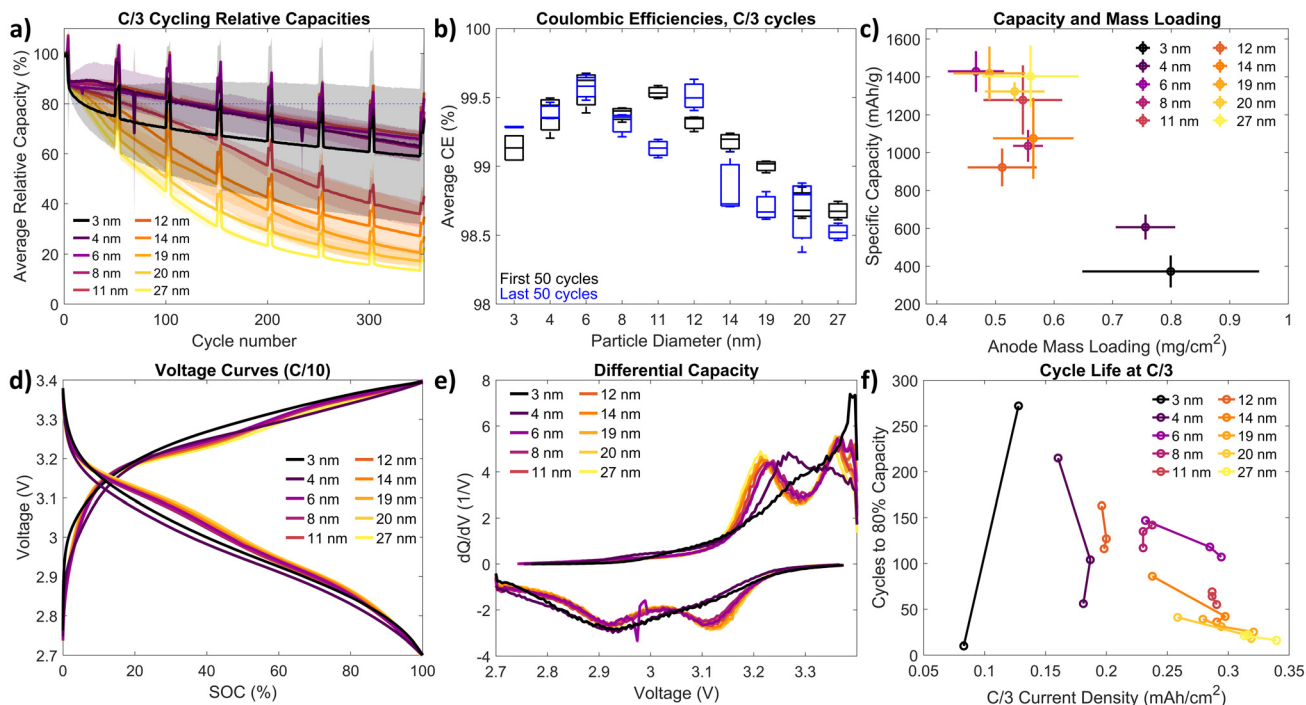 a)
C/3 Cycling Relative Capacities
Average Relative Capacity (%)
120
100
80
60
40
20
0
3 nm
4 nm
6 nm
8 nm
11 nm
12 nm
14 nm
19 nm
20 nm
27 nm
0 100 200 300
Cycle number
b)
Coulombic Efficiencies, C/3 cycles
Average CE (%)
100
99.5
99
98.5
98
First 50 cycles
Last 50 cycles
3 4 6 8 11 12 14 19 20 27
Particle Diameter (nm)
c)
Capacity and Mass Loading
Specific Capacity (mAh/g)
1600
1400
1200
1000
800
600
400
200
3 nm
4 nm
6 nm
8 nm
11 nm
12 nm
14 nm
19 nm
20 nm
27 nm
0.4 0.5 0.6 0.7 0.8 0.9 1
Anode Mass Loading (mg/cm²)
d)
Voltage Curves (C/10)
Voltage (V)
3.4
3.3
3.2
3.1
3
2.9
2.8
2.7
3 nm
4 nm
6 nm
8 nm
11 nm
12 nm
14 nm
19 nm
20 nm
27 nm
0 20 40 60 80 100
SOC (%)
e)
Differential Capacity
dQ/dV (1/V)
8
6
4
2
0
-2
-4
3 nm
4 nm
6 nm
8 nm
11 nm
12 nm
14 nm
19 nm
20 nm
27 nm
2.7 2.8 2.9 3 3.1 3.2 3.3
Voltage (V)
f)
Cycle Life at C/3
Cycles to 80% Capacity
300
250
200
150
100
50
0
3 nm
4 nm
6 nm
8 nm
11 nm
12 nm
14 nm
19 nm
20 nm
27 nm
0.05 0.1 0.15 0.2 0.25 0.3 0.35
C/3 Current Density (mAh/cm²)